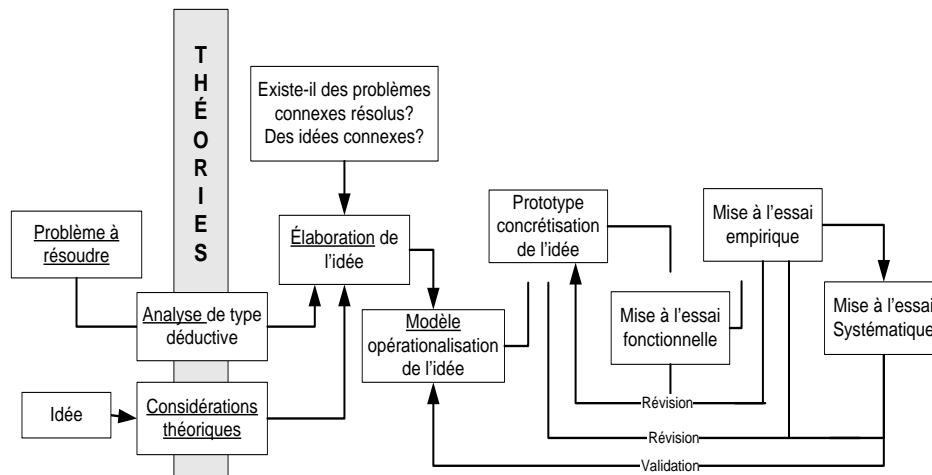 THÉORIES
Existe-il des problèmes
connexes résolus?
Des idées connexes?
Problème à
résoudre
Élaboration de
l'idée
Prototype
concrétisation
de l'idée
Mise à l'essai
empirique
Analyse de type
déductive
Modèle
opérationalisation
de l'idée
Mise à l'essai
fonctionnelle
Mise à l'essai
Systématique
Idée
Considérations
théoriques
Révision
Révision
Validation